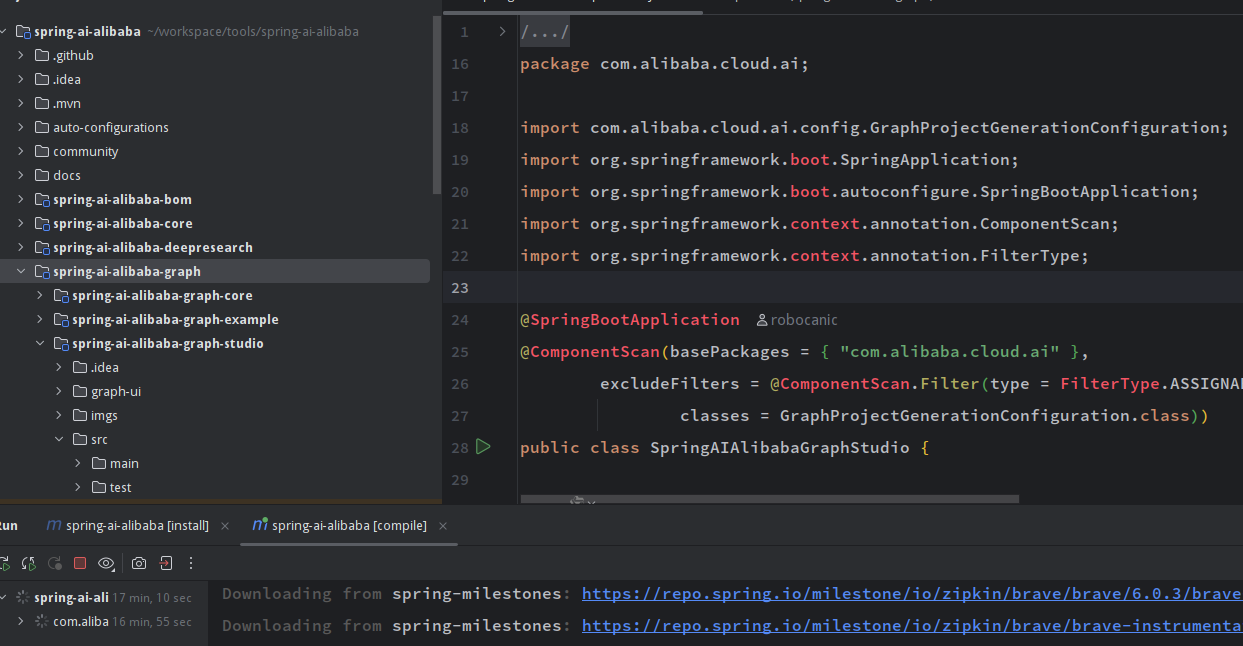 spring-ai-alibaba ~/workspace/tools/spring-ai-alibaba
.github
.idea
.mvn
auto-configurations
community
docs
spring-ai-alibaba-bom
spring-ai-alibaba-core
spring-ai-alibaba-deepresearch
spring-ai-alibaba-graph
spring-ai-alibaba-graph-core
spring-ai-alibaba-graph-example
spring-ai-alibaba-graph-studio
.idea
graph-ui
imgs
src
main
test
1 /.../
16 package com.alibaba.cloud.ai;
17
18 import com.alibaba.cloud.ai.config.GraphProjectGenerationConfiguration;
19 import org.springframework.boot.SpringApplication;
20 import org.springframework.boot.autoconfigure.SpringBootApplication;
21 import org.springframework.context.annotation.ComponentScan;
22 import org.springframework.context.annotation.FilterType;
23
24 @SpringBootApplication robocanic
25 @ComponentScan(basePackages = { "com.alibaba.cloud.ai" },
26 excludeFilters = @ComponentScan.Filter(type = FilterType.ASSIGNA
27 classes = GraphProjectGenerationConfiguration.class))
28 public class SpringAIAlibabaGraphStudio {
29
un spring-ai-alibaba [install] spring-ai-alibaba [compile]
spring-ai-ali 17 min, 10 sec
com.aliba 16 min, 55 sec
Downloading from spring-milestones: https://repo.spring.io/milestone/io/zipkin/brave/brave/6.0.3/brave
Downloading from spring-milestones: https://repo.spring.io/milestone/io/zipkin/brave/brave-instrumenta